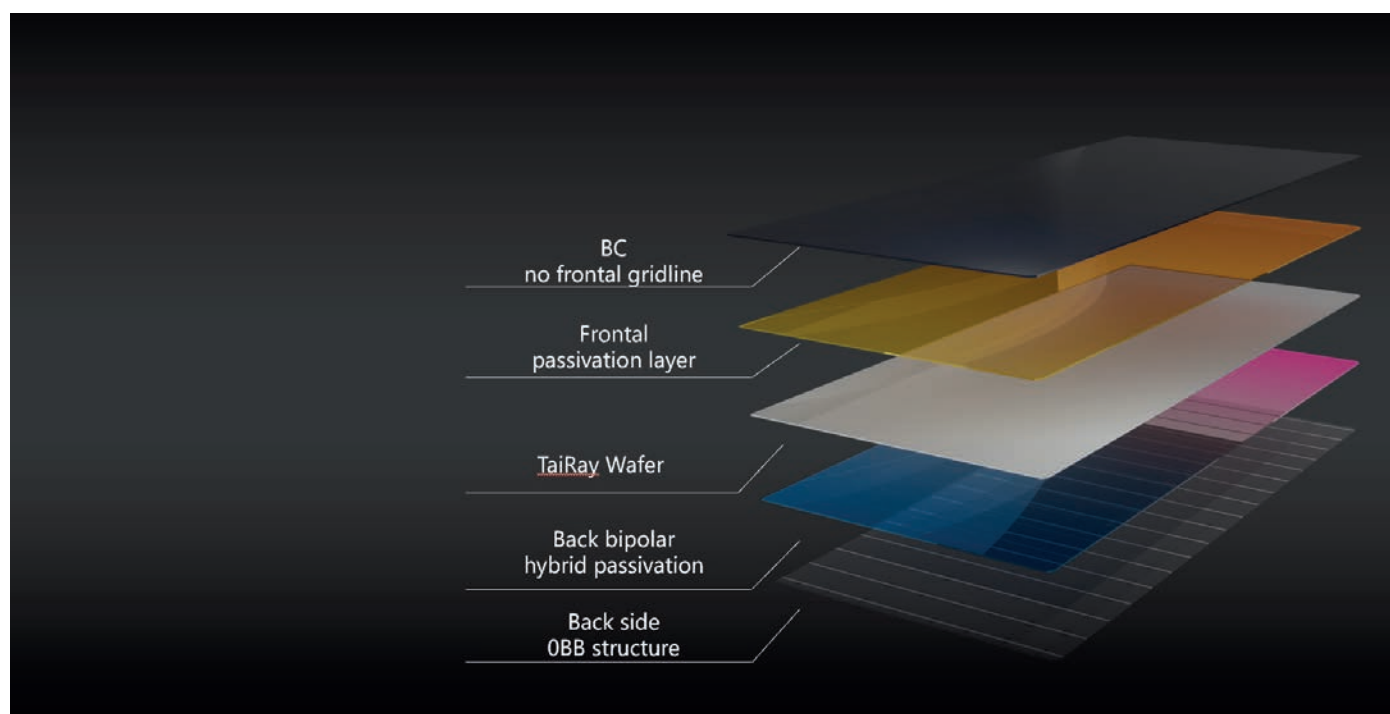 BC
no frontal gridline
Frontal
passivation layer
TaiRay Wafer
Back bipolar
hybrid passivation
Back side
0BB structure